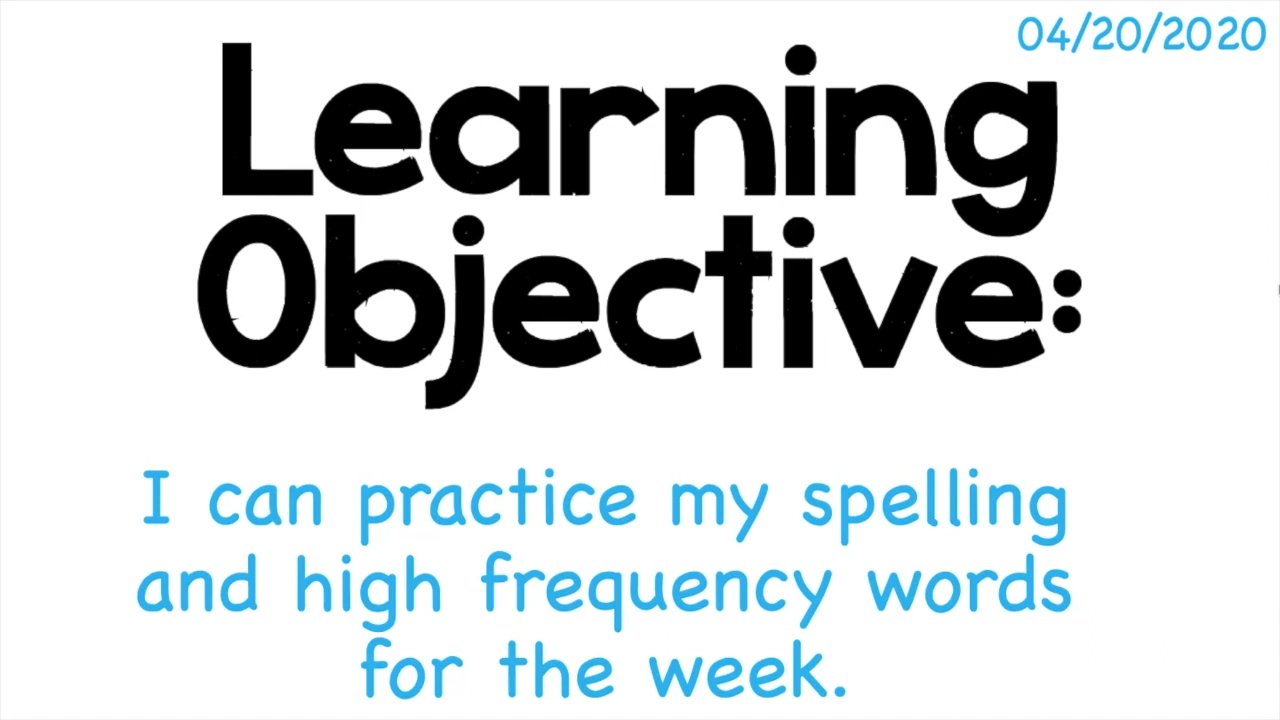 04/20/2020
Learning
Objective:
I can practice my spelling
and high frequency words
for the week.